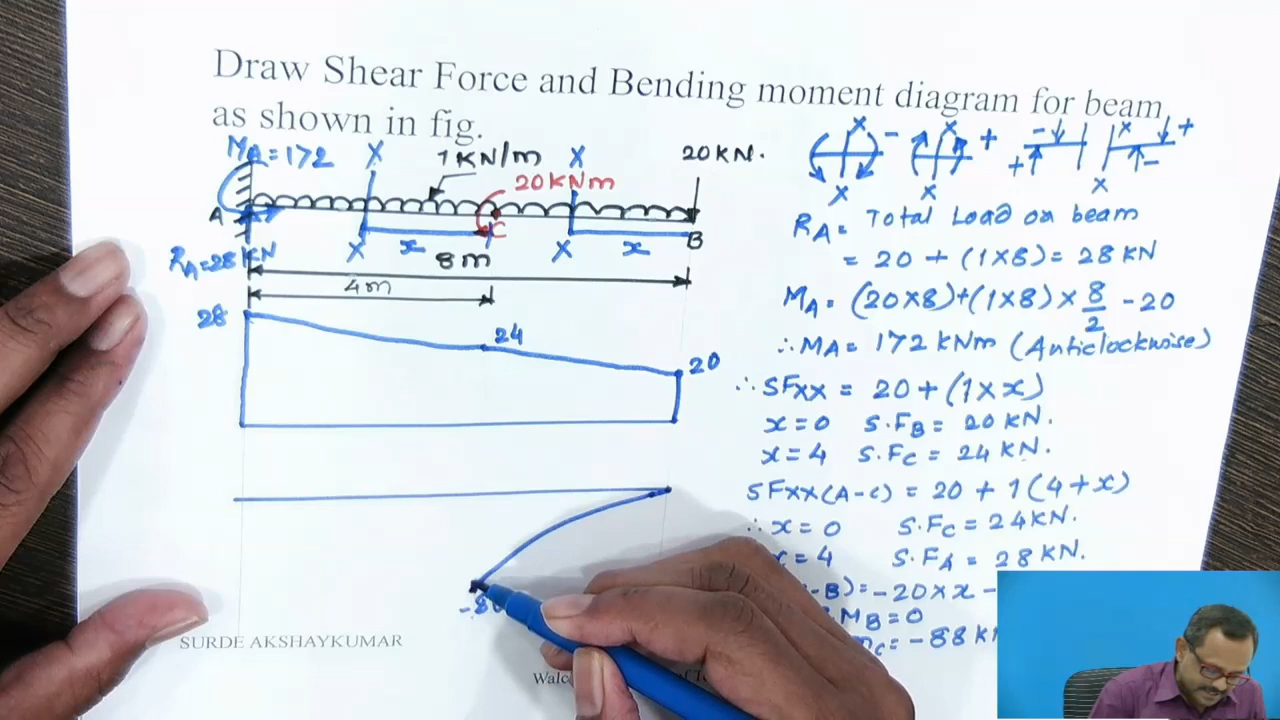 Draw Shear Force and Bending moment diagram for beam
as shown in fig.
MA = 172
X
1 KN/m
X
20 KN.
20 KNm
A
C
B
X
x
X
x
RA = 28 KN
8 m
4 m
28
24
20
X
-
X
+
-
+
X
+
-
X
X
X
RA = Total Load on beam
= 20 + (1×8) = 28 KN
MA = (20×8)+(1×8)×8/2 - 20
∴ MA = 172 KNm (Anticlockwise)
∴ SFxx = 20 + (1×x)
x=0 S.FB = 20 KN.
x=4 S.FC = 24 KN.
SFxx(A-C) = 20 + 1(4+x)
∴ x=0 S.FC = 24 KN.
=4 S.FA = 28 KN.
-B) = -20×x -
MB = 0
= -88 K
SURDE AKSHAYKUMAR